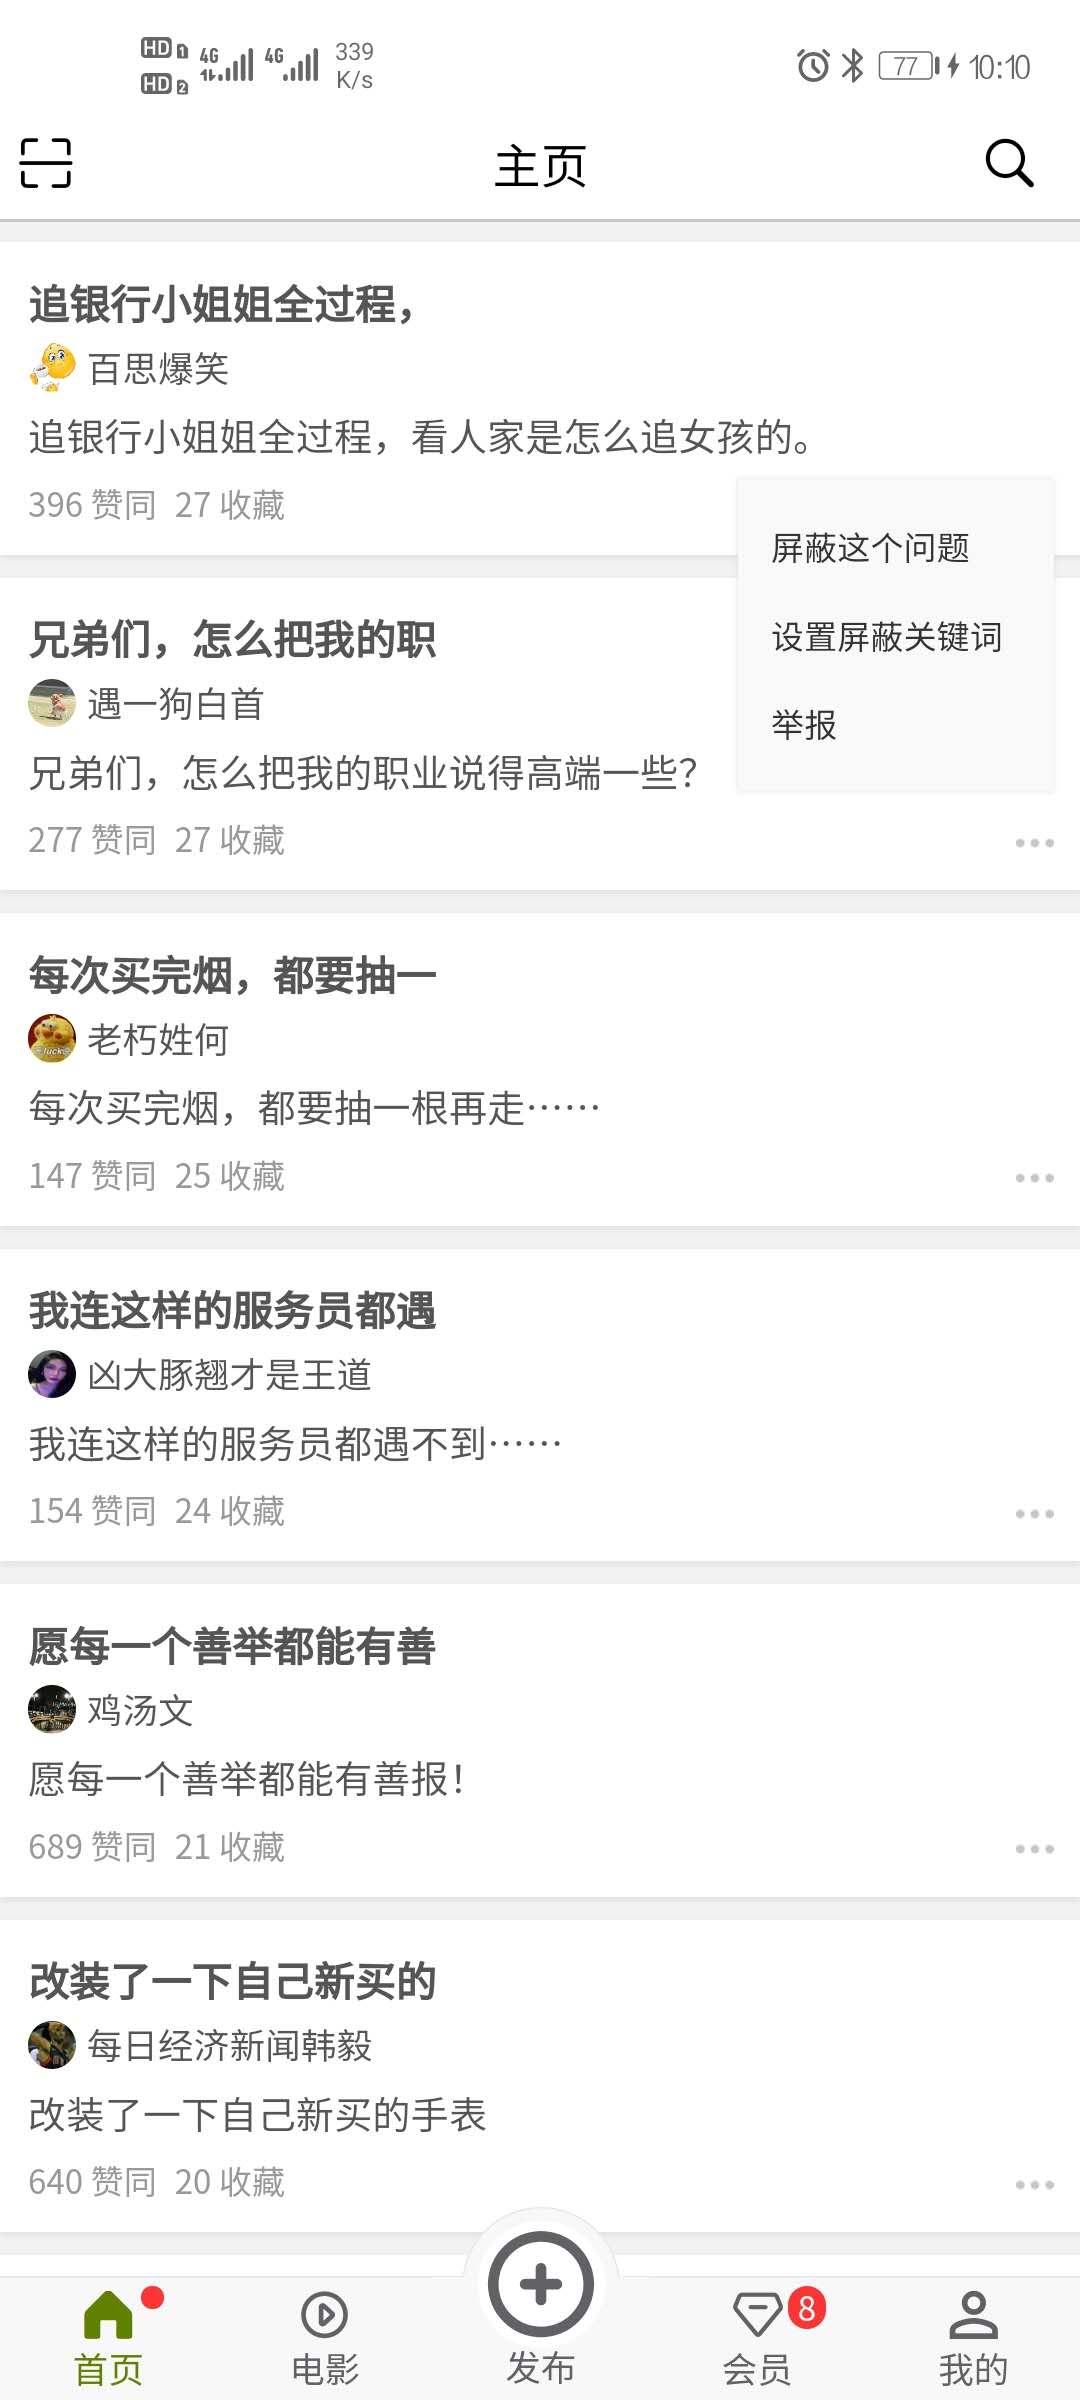 HD 1 4G 4G 339
HD 2 K/s
77 10:10
主页
追银行小姐姐全过程，
百思爆笑
追银行小姐姐全过程，看人家是怎么追女孩的。
396 赞同 27 收藏
屏蔽这个问题
设置屏蔽关键词
举报
兄弟们，怎么把我的职
遇一狗白首
兄弟们，怎么把我的职业说得高端一些？
277 赞同 27 收藏
每次买完烟，都要抽一
老朽姓何
每次买完烟，都要抽一根再走……
147 赞同 25 收藏
我连这样的服务员都遇
凶大豚翘才是王道
我连这样的服务员都遇不到……
154 赞同 24 收藏
愿每一个善举都能有善
鸡汤文
愿每一个善举都能有善报！
689 赞同 21 收藏
改装了一下自己新买的
每日经济新闻韩毅
改装了一下自己新买的手表
640 赞同 20 收藏
8
首页 电影 发布 会员 我的